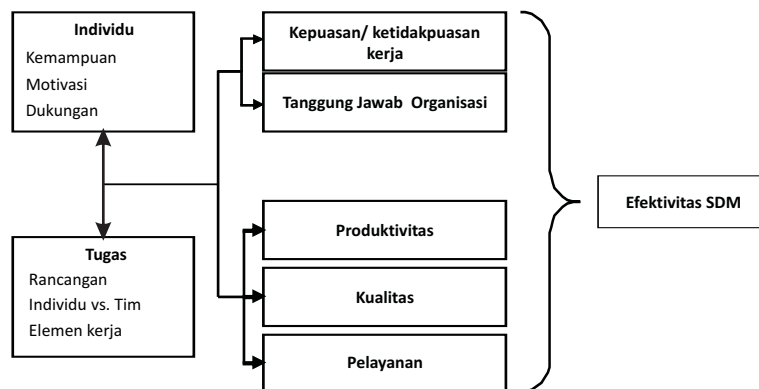 Individu
Kemampuan
Motivasi
Dukungan
Kepuasan/ ketidakpuasan
kerja
Tanggung Jawab Organisasi
Tugas
Rancangan
Individu vs. Tim
Elemen kerja
Produktivitas
Kualitas
Pelayanan
Efektivitas SDM